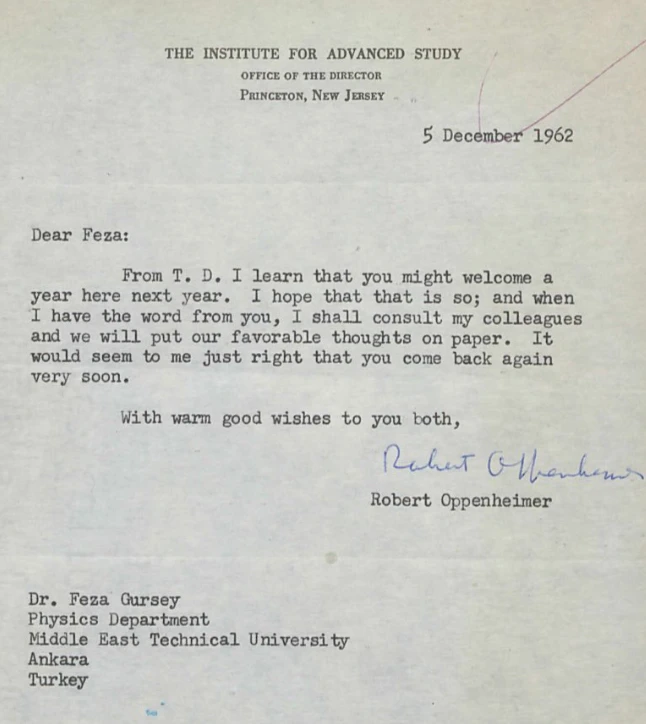 THE INSTITUTE FOR ADVANCED STUDY
OFFICE OF THE DIRECTOR
PRINCETON, NEW JERSEY
5 December 1962
Dear Feza:
From T. D. I learn that you might welcome a
year here next year. I hope that that is so; and when
I have the word from you, I shall consult my colleagues
and we will put our favorable thoughts on paper. It
would seem to me just right that you come back again
very soon.
With warm good wishes to you both,
Robert Oppenheimer
Robert Oppenheimer
Dr. Feza Gursey
Physics Department
Middle East Technical University
Ankara
Turkey